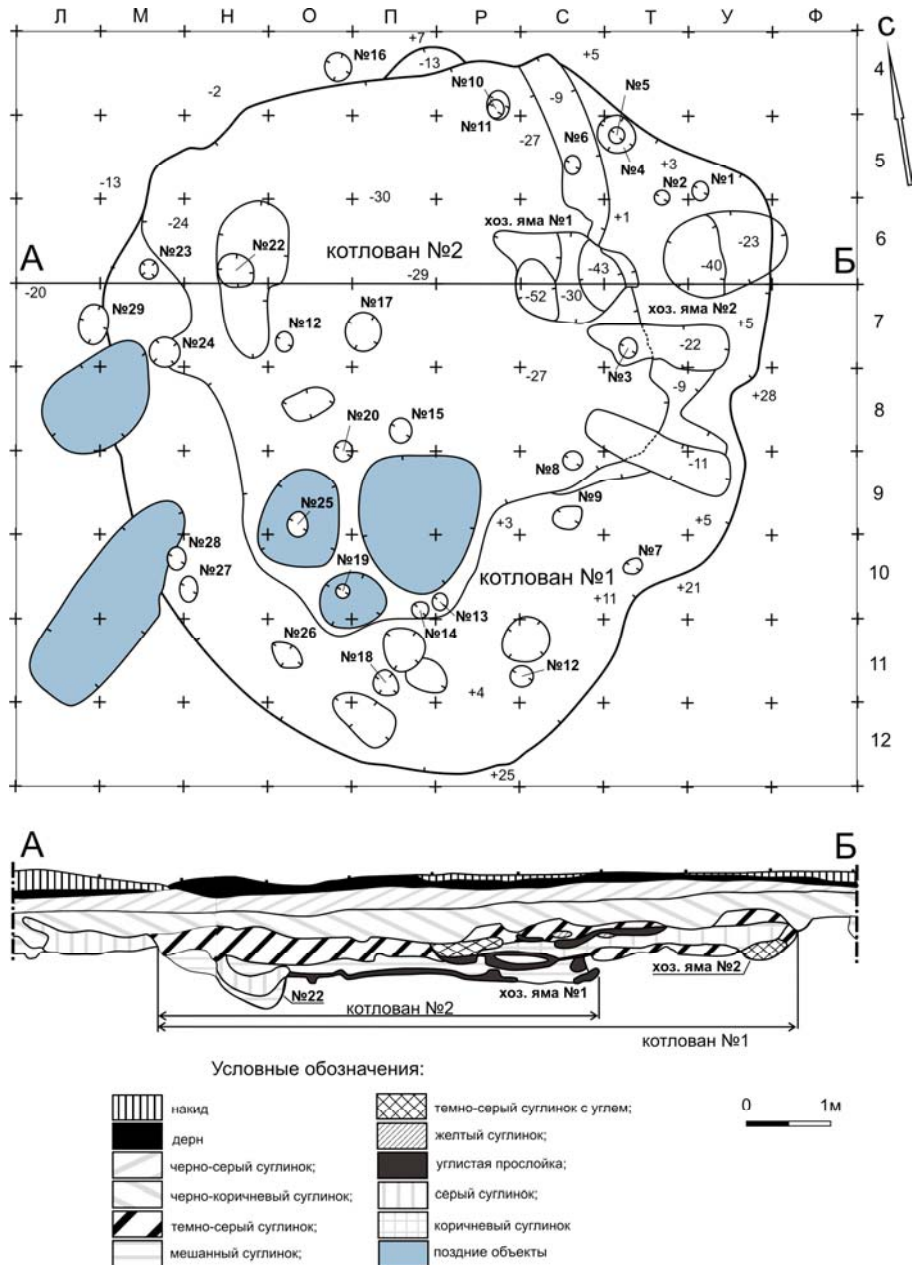 Л М Н О П Р С Т У Ф
С
+7
4
№16
-13
+5
-2
№10
-9
№5
№11
-27
№6
№4
+3
5
-13
№2
№1
-30
-24
хоз. яма №1
+1
-23
6
А
№23
№22
котлован №2
-43
-40
Б
-29
-20
-52
-30
хоз. яма №2
№29
№17
+5
7
№12
-22
№24
№3
-27
-9
+28
8
№20
№15
№8
-11
9
№25
№9
+3
+5
№28
№7
№19
10
№27
котлован №1
+21
+11
№13
№26
№14
№18
№12
11
+4
12
+25
А
Б
хоз. яма №2
№22
хоз. яма №1
котлован №2
котлован №1
Условные обозначения:
накид
дерн
черно-серый суглинок;
черно-коричневый суглинок;
темно-серый суглинок;
мешанный суглинок;
темно-серый суглинок с углем;
желтый суглинок;
углистая прослойка;
серый суглинок;
коричневый суглинок
поздние объекты
0 1м